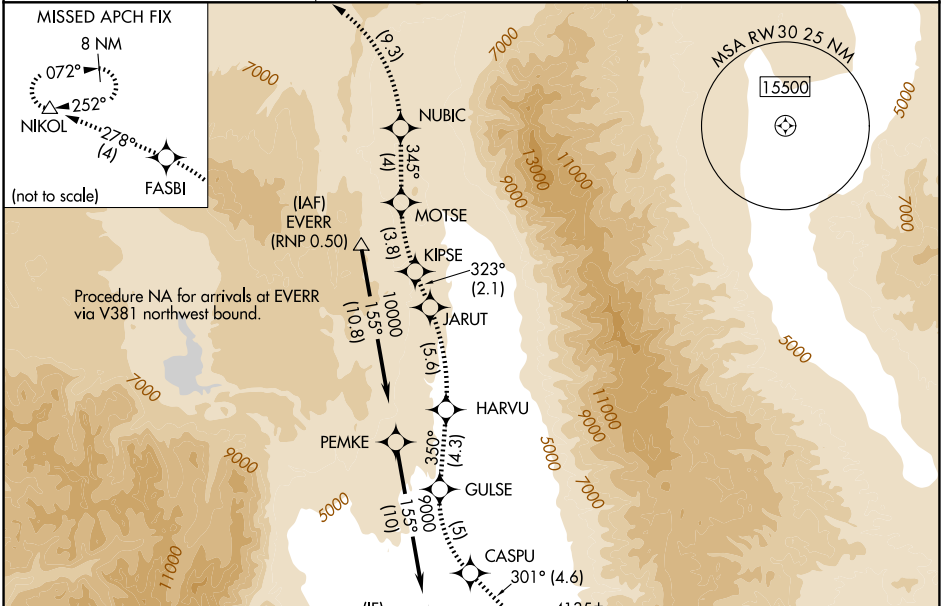 MISSED APCH FIX
8 NM
072°
252°
NIKOL
278°
(4)
FASBI
(not to scale)
(9.3)
7000
7000
NUBIC
345°
(4)
MOTSE
(IAF)
EVERR
(RNP 0.50)
(3.8)
KIPSE
323°
(2.1)
JARUT
Procedure NA for arrivals at EVERR
via V381 northwest bound.
10000
155°
(10.8)
(5.6)
HARVU
PEMKE
350°
(4.3)
GULSE
9000
155°
(10)
(5)
CASPU
301° (4.6)
(IF)
4135±
MSA RW30 25 NM
15500
13000
11000
9000
5000
7000
5000
11000
9000
5000
7000
7000
9000
5000
11000